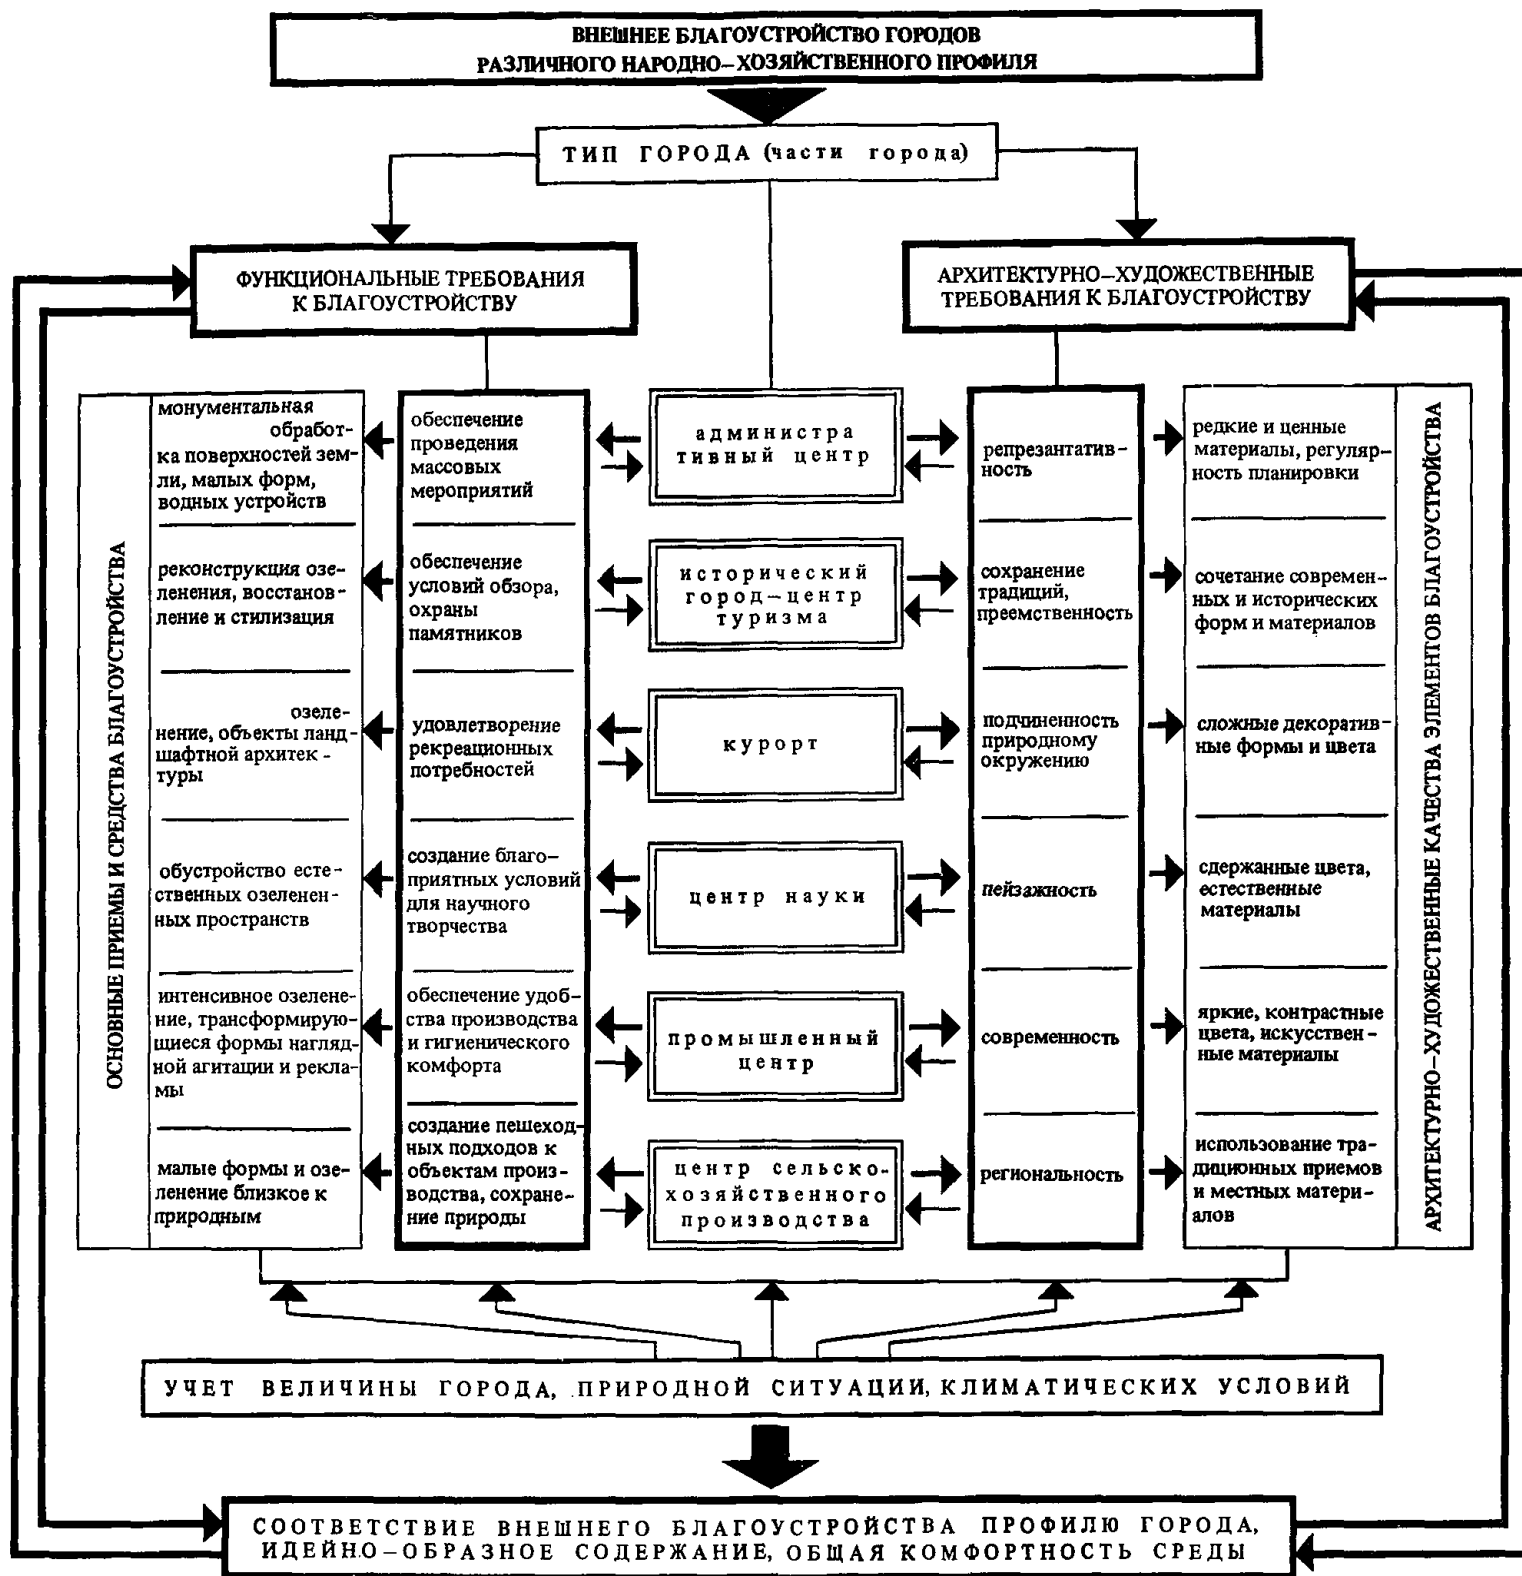 ВНЕШНЕЕ БЛАГОУСТРОЙСТВО ГОРОДОВ
РАЗЛИЧНОГО НАРОДНО–ХОЗЯЙСТВЕННОГО ПРОФИЛЯ
ТИП ГОРОДА (части города)
ФУНКЦИОНАЛЬНЫЕ ТРЕБОВАНИЯ
К БЛАГОУСТРОЙСТВУ
АРХИТЕКТУРНО–ХУДОЖЕСТВЕННЫЕ
ТРЕБОВАНИЯ К БЛАГОУСТРОЙСТВУ
ОСНОВНЫЕ ПРИЕМЫ И СРЕДСТВА БЛАГОУСТРОЙСТВА
монументальная
обработ-
ка поверхностей зем-
ли, малых форм,
водных устройств
обеспечение
проведения
массовых
мероприятий
администра
тивный центр
репрезантатив-
ность
редкие и ценные
материалы, регуляр-
ность планировки
реконструкция озе-
ленения, восстанов-
ление и стилизация
обеспечение
условий обзора,
охраны
памятников
исторический
город–центр
туризма
сохранение
традиций,
преемственность
сочетание современ-
ных и исторических
форм и материалов
озеле-
нение, объекты ланд-
шафтной архитек -
туры
удовлетворение
рекреационных
потребностей
курорт
подчиненность
природному
окружению
сложные декоратив-
ные формы и цвета
обустройство есте-
ственных озеленен-
ных пространств
создание благо-
приятных условий
для научного
творчества
центр науки
пейзажность
сдержанные цвета,
естественные
материалы
интенсивное озелене-
ние, трансформирую-
щиеся формы нагляд-
ной агитации и рекла-
мы
обеспечение удоб-
ства производства
и гигиенического
комфорта
промышленный
центр
современность
яркие, контрастные
цвета, искусствен-
ные материалы
малые формы и озе-
ленение близкое к
природным
создание пешеход-
ных подходов к
объектам произ-
водства, сохране-
ние природы
центр сельско-
хозяйственного
производства
региональность
использование тра-
диционных приемов
и местных матери-
алов
АРХИТЕКТУРНО–ХУДОЖЕСТВЕННЫЕ КАЧЕСТВА ЭЛЕМЕНТОВ БЛАГОУСТРОЙСТВА
УЧЕТ ВЕЛИЧИНЫ ГОРОДА, ПРИРОДНОЙ СИТУАЦИИ, КЛИМАТИЧЕСКИХ УСЛОВИЙ
СООТВЕТСТВИЕ ВНЕШНЕГО БЛАГОУСТРОЙСТВА ПРОФИЛЮ ГОРОДА,
ИДЕЙНО–ОБРАЗНОЕ СОДЕРЖАНИЕ, ОБЩАЯ КОМФОРТНОСТЬ СРЕДЫ